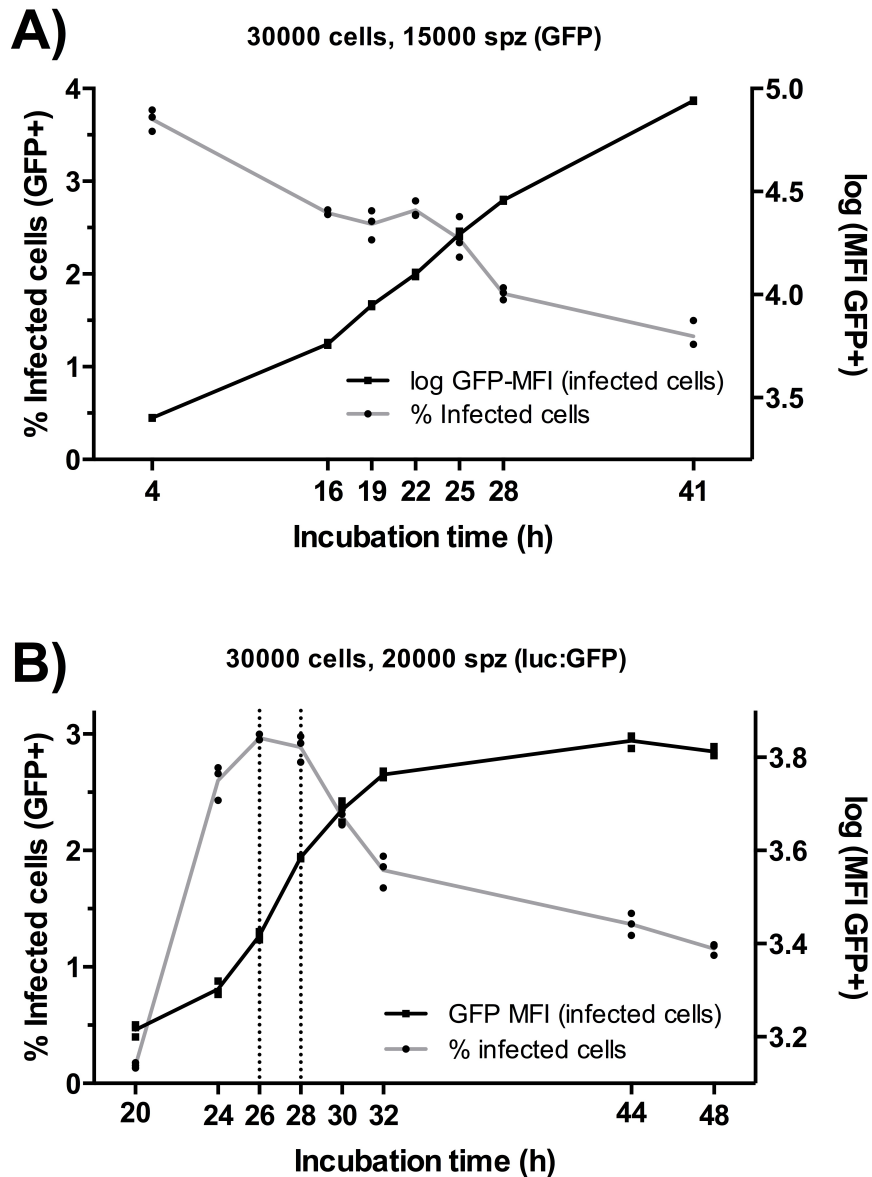 A)
30000 cells, 15000 spz (GFP)
% Infected cells (GFP+)
4
3
2
1
0
5.0
4.5
4.0
3.5
log (MFI GFP+)
log GFP-MFI (infected cells)
% Infected cells
4 16 19 22 25 28 41
Incubation time (h)
B)
30000 cells, 20000 spz (luc:GFP)
% Infected cells (GFP+)
3
2
1
0
3.8
3.6
3.4
3.2
log (MFI GFP+)
GFP MFI (infected cells)
% infected cells
20 24 26 28 30 32 44 48
Incubation time (h)